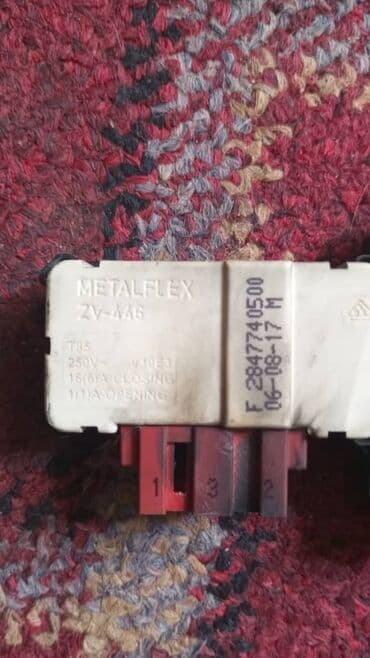 METALFLEX
ZV-446
T85
250V~
16(6)A-CLOSING
1(1)A-OPENING
F 2847740500
06-08-17 M
1 3 2